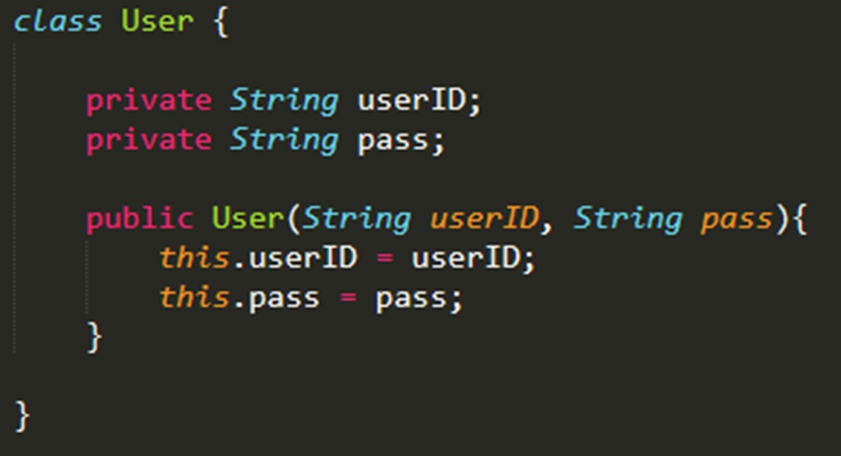 class User {
private String userID;
private String pass;
public User(String userID, String pass){
this.userID = userID;
this.pass = pass;
}
}